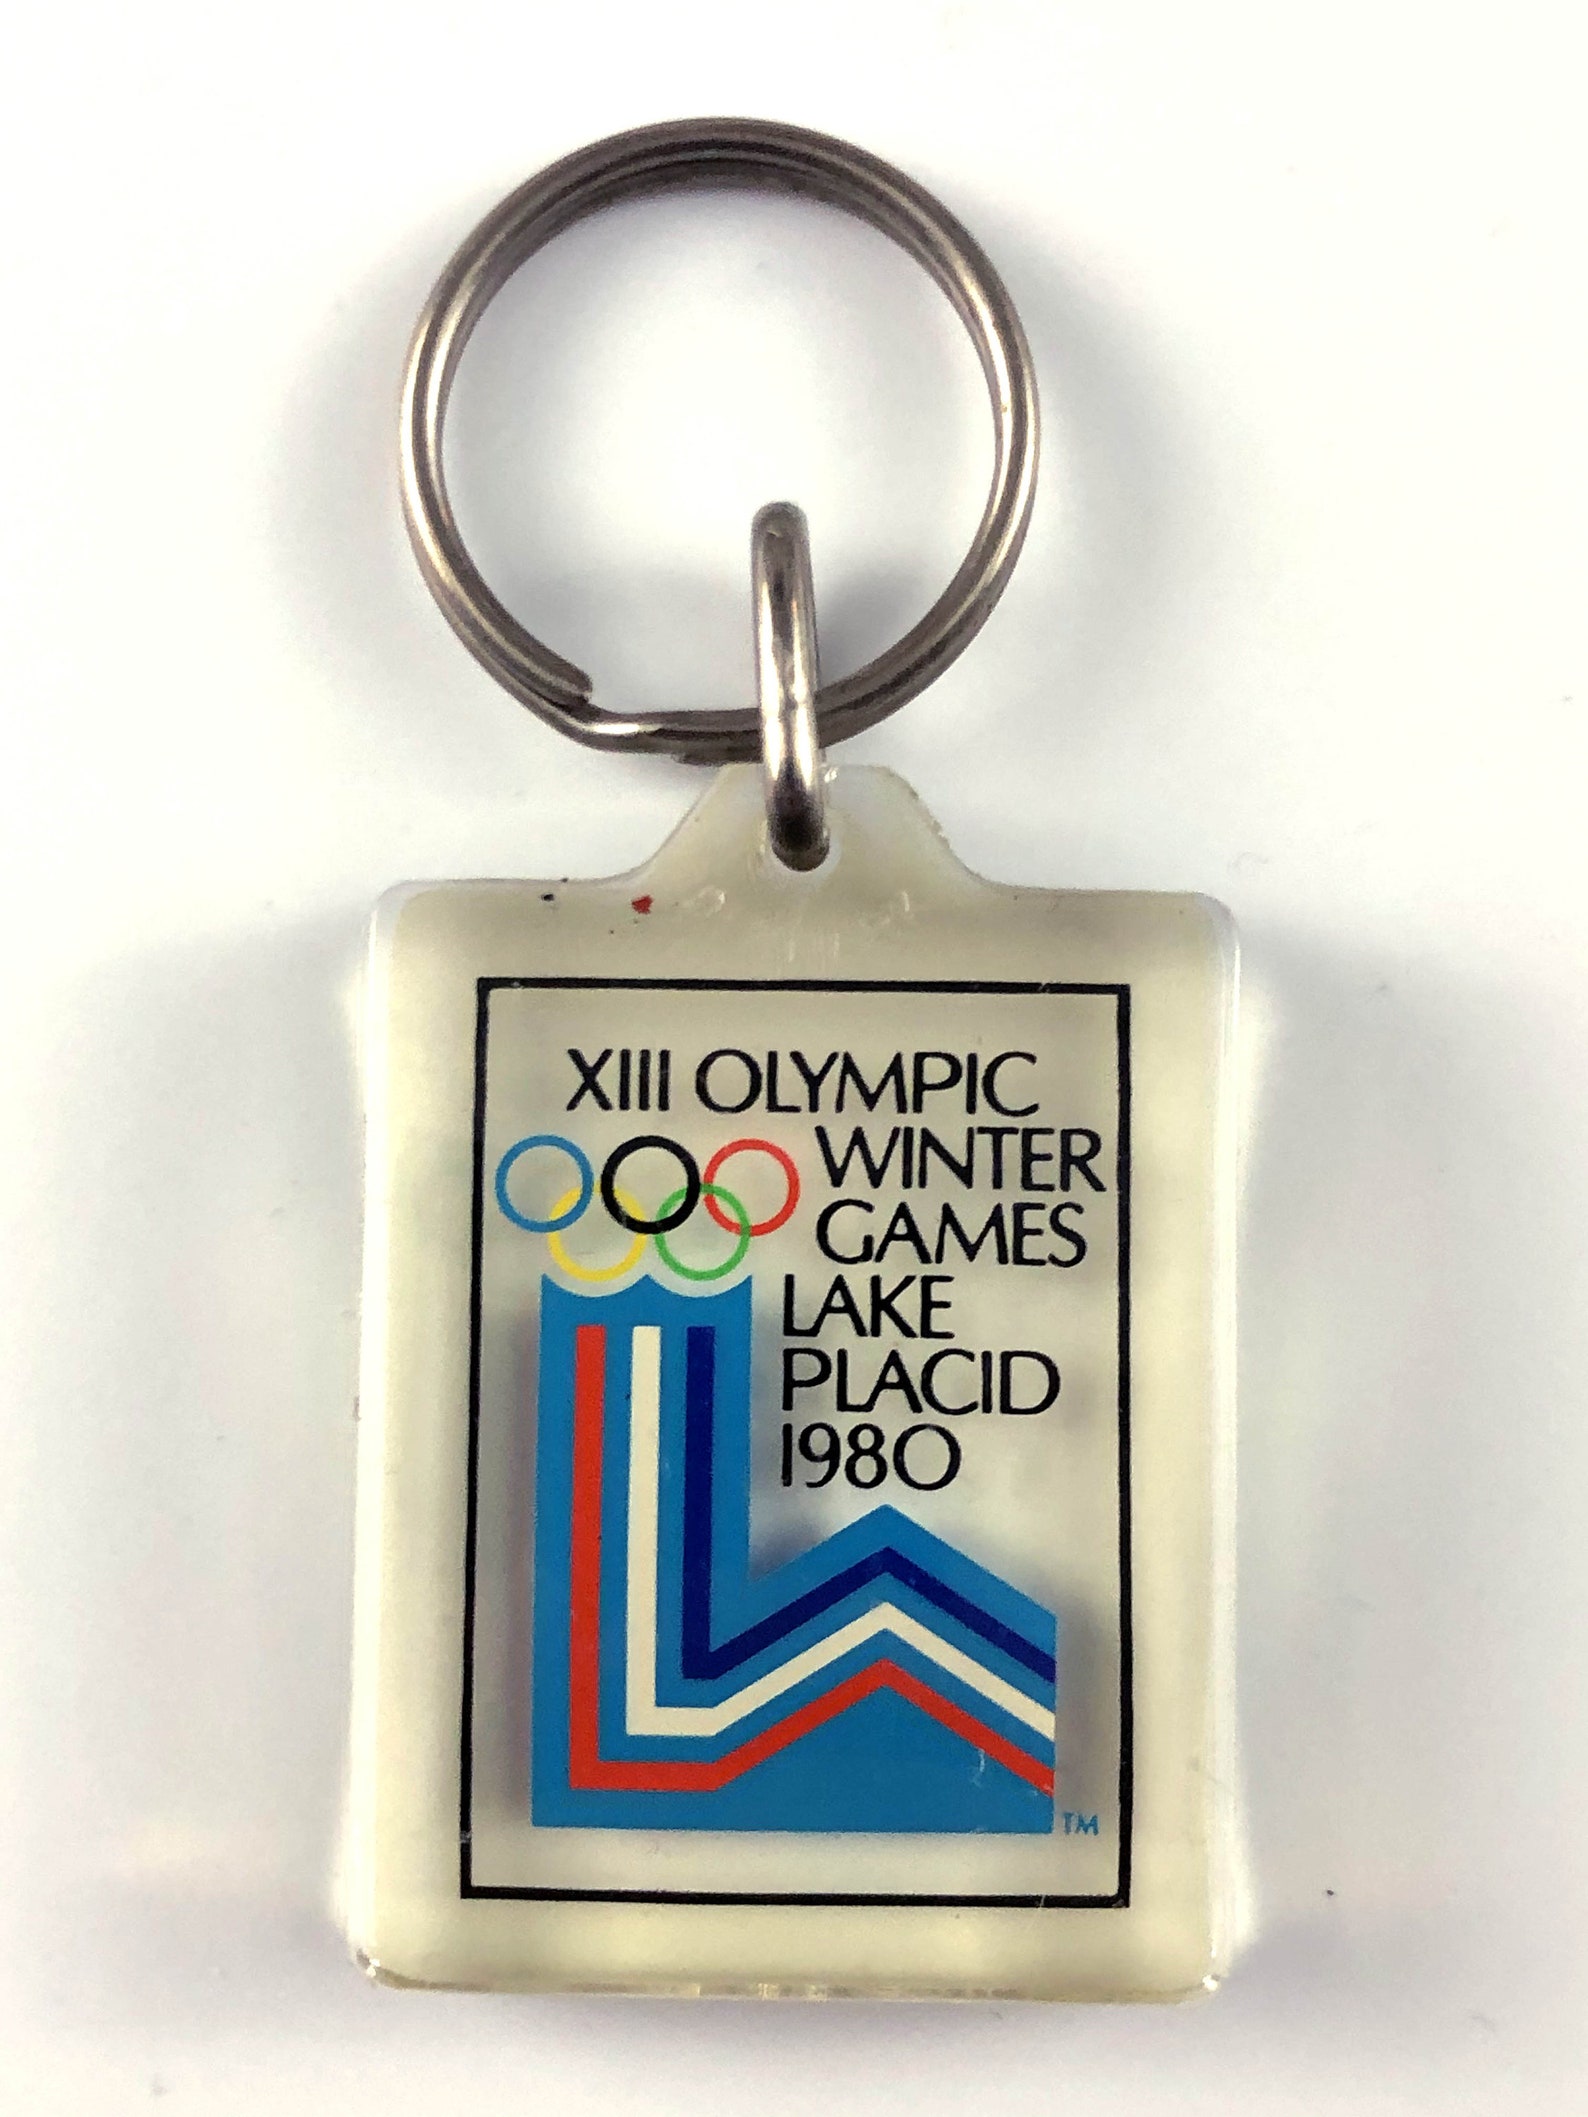 XIII OLYMPIC
WINTER
GAMES
LAKE
PLACID
1980
TM